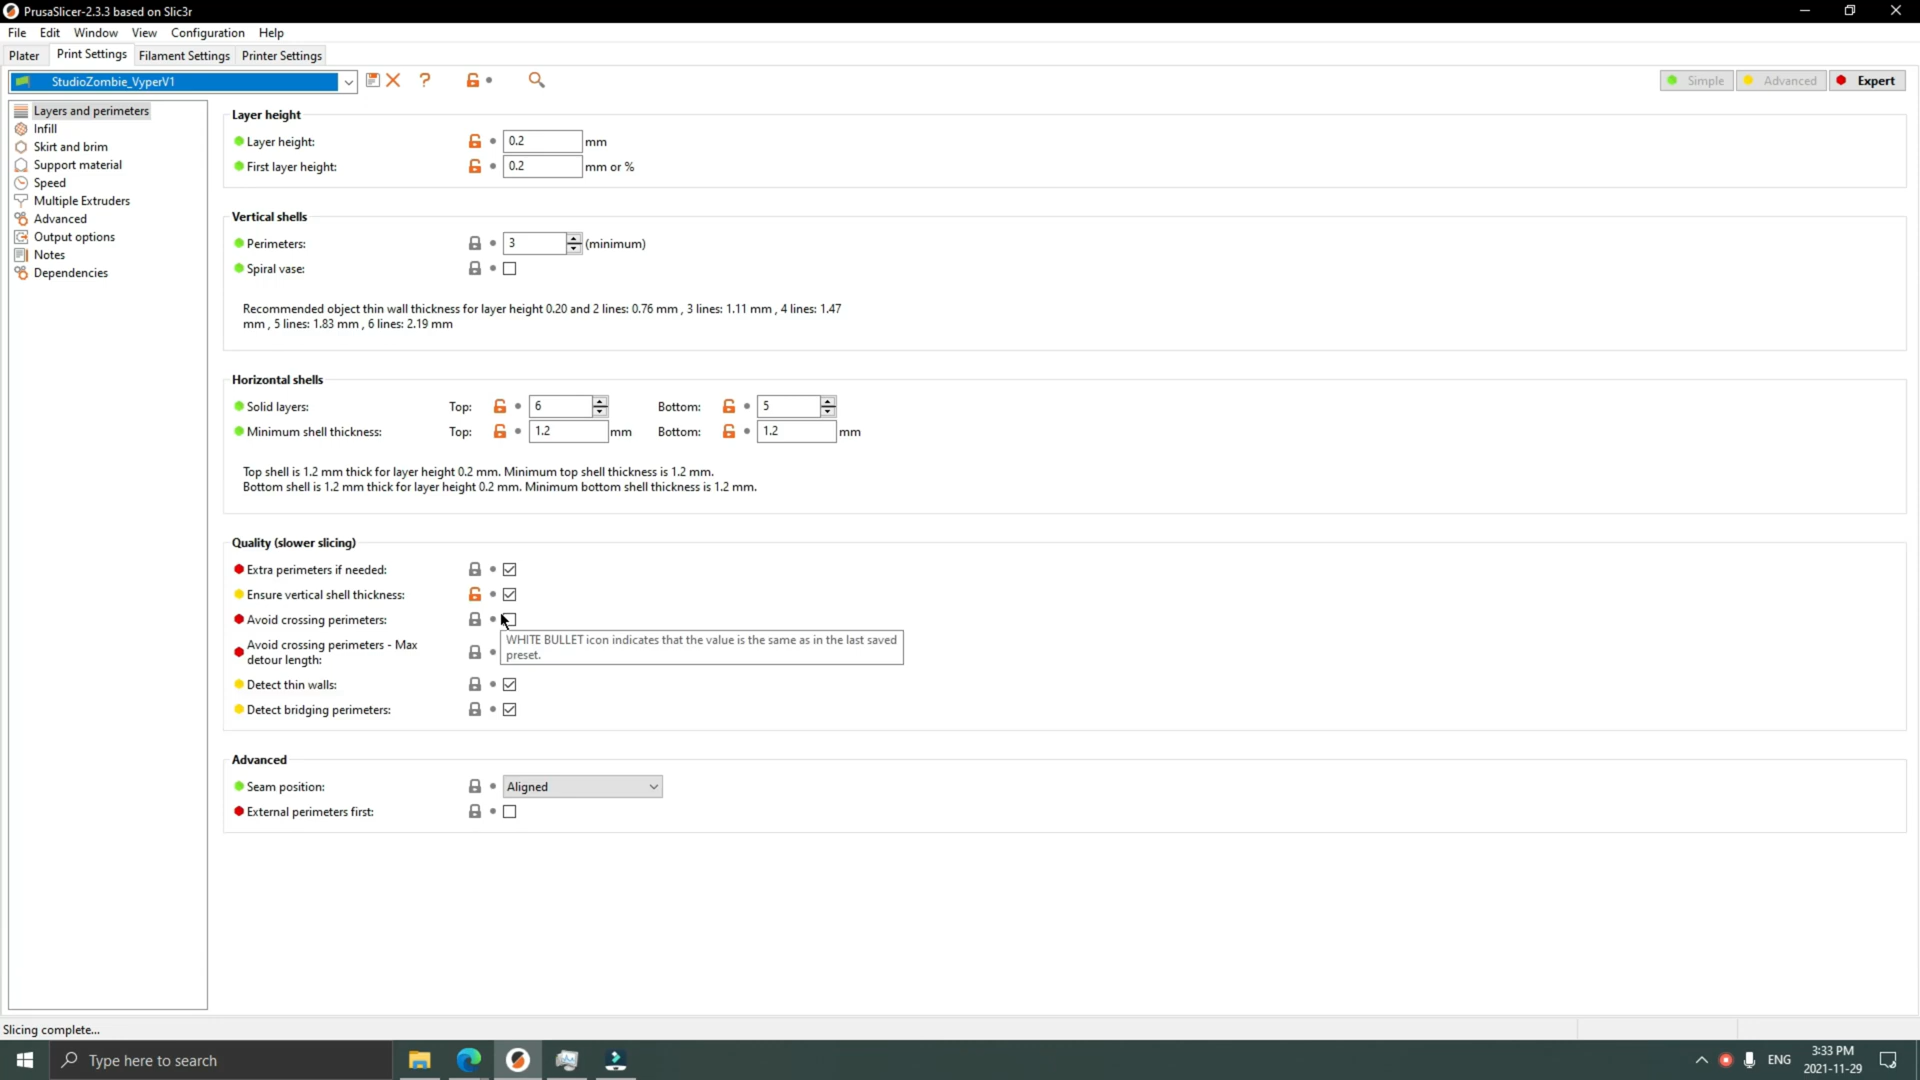 PrusaSlicer-2.3.3 based on Slic3r
File Edit Window View Configuration Help
Plater Print Settings Filament Settings Printer Settings
StudioZombie_VyperV1 ? Simple Advanced Expert
Layers and perimeters
Infill
Skirt and brim
Support material
Speed
Multiple Extruders
Advanced
Output options
Notes
Dependencies
Layer height
Layer height: 0.2 mm
First layer height: 0.2 mm or %
Vertical shells
Perimeters: 3 (minimum)
Spiral vase:
Recommended object thin wall thickness for layer height 0.20 and 2 lines: 0.76 mm , 3 lines: 1.11 mm , 4 lines: 1.47
mm , 5 lines: 1.83 mm , 6 lines: 2.19 mm
Horizontal shells
Solid layers: Top: 6 Bottom: 5
Minimum shell thickness: Top: 1.2 mm Bottom: 1.2 mm
Top shell is 1.2 mm thick for layer height 0.2 mm. Minimum top shell thickness is 1.2 mm.
Bottom shell is 1.2 mm thick for layer height 0.2 mm. Minimum bottom shell thickness is 1.2 mm.
Quality (slower slicing)
Extra perimeters if needed:
Ensure vertical shell thickness:
Avoid crossing perimeters:
WHITE BULLET icon indicates that the value is the same as in the last saved
preset.
Avoid crossing perimeters - Max
detour length:
Detect thin walls:
Detect bridging perimeters:
Advanced
Seam position: Aligned
External perimeters first:
Slicing complete...
Type here to search
ENG
3:33 PM
2021-11-29